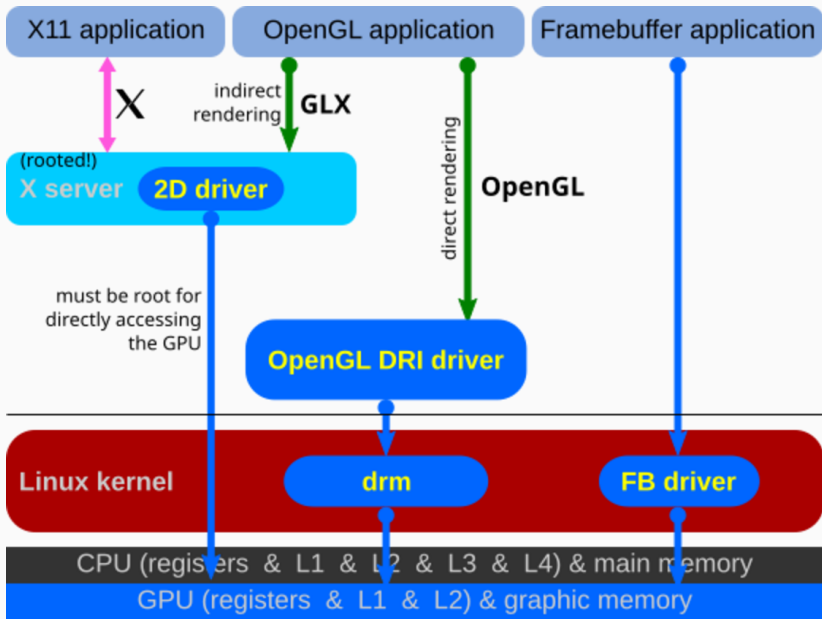 X11 application
OpenGL application
Framebuffer application
X
indirect
rendering
GLX
(rooted!)
X server
2D driver
direct rendering
OpenGL
must be root for
directly accessing
the GPU
OpenGL DRI driver
Linux kernel
drm
FB driver
CPU (registers & L1 & L2 & L3 & L4) & main memory
GPU (registers & L1 & L2) & graphic memory